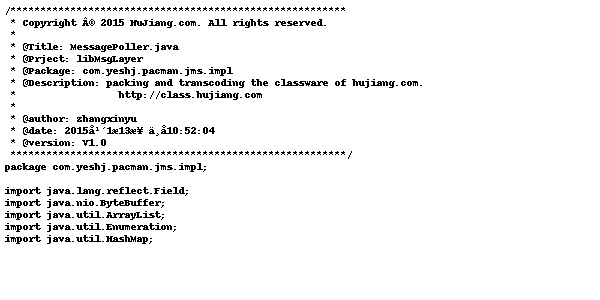 /********************************************************
 * Copyright Â© 2015 HuJiang.com. All rights reserved.
 *
 * @Title: MessagePoller.java
 * @Prject: libMsgLayer
 * @Package: com.yeshj.pacman.jms.impl
 * @Description: packing and transcoding the classware of hujiang.com.
 *                 http://class.hujiang.com
 *
 * @author: zhangxinyu
 * @date: 2015å¹´1æ13æ¥ ä¸å10:52:04
 * @version: V1.0
 ********************************************************/
package com.yeshj.pacman.jms.impl;

import java.lang.reflect.Field;
import java.nio.ByteBuffer;
import java.util.ArrayList;
import java.util.Enumeration;
import java.util.HashMap;